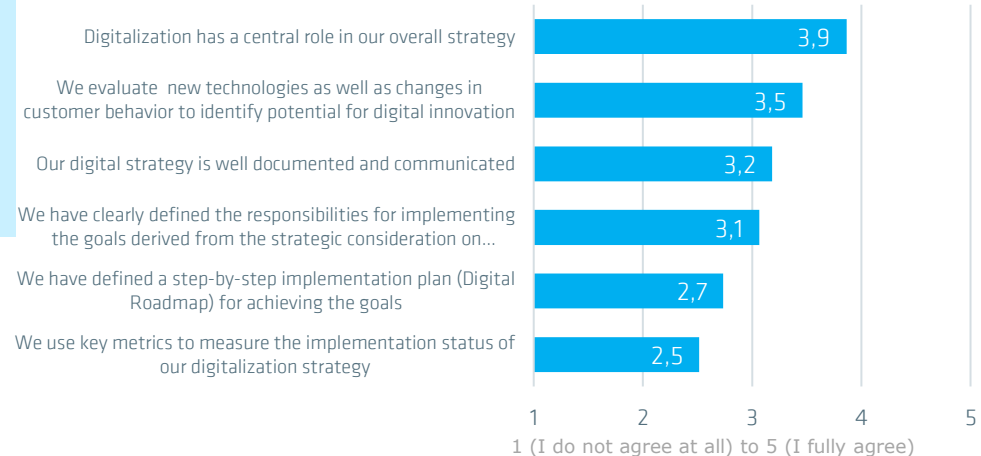 Digitalization has a central role in our overall strategy
3,9
We evaluate new technologies as well as changes in
customer behavior to identify potential for digital innovation
3,5
Our digital strategy is well documented and communicated
3,2
We have clearly defined the responsibilities for implementing
the goals derived from the strategic consideration on...
3,1
We have defined a step-by-step implementation plan (Digital
Roadmap) for achieving the goals
2,7
We use key metrics to measure the implementation status of
our digitalization strategy
2,5
1 2 3 4 5
1 (I do not agree at all) to 5 (I fully agree)